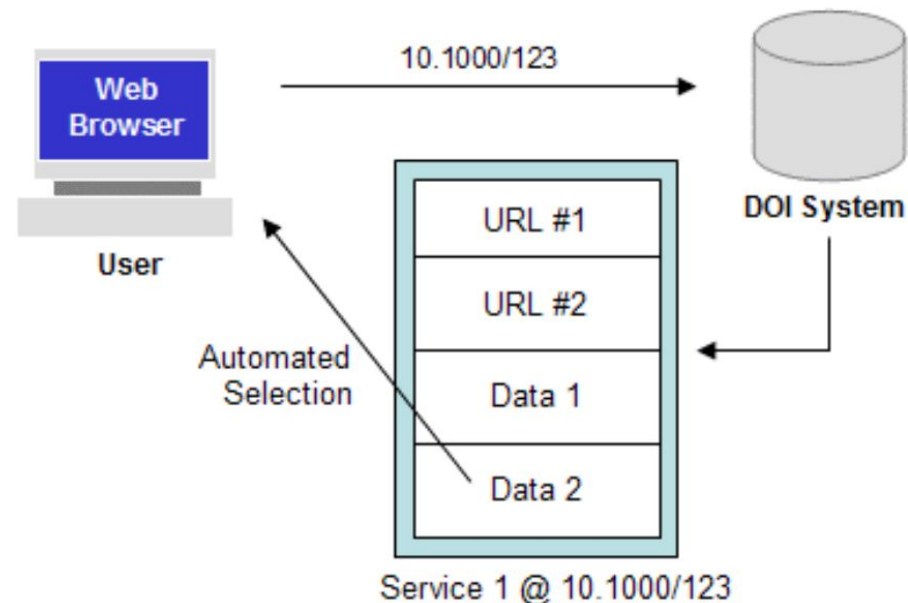 10.1000/123
Web
Browser
User
DOI System
URL #1
URL #2
Data 1
Data 2
Automated
Selection
Service 1 @ 10.1000/123